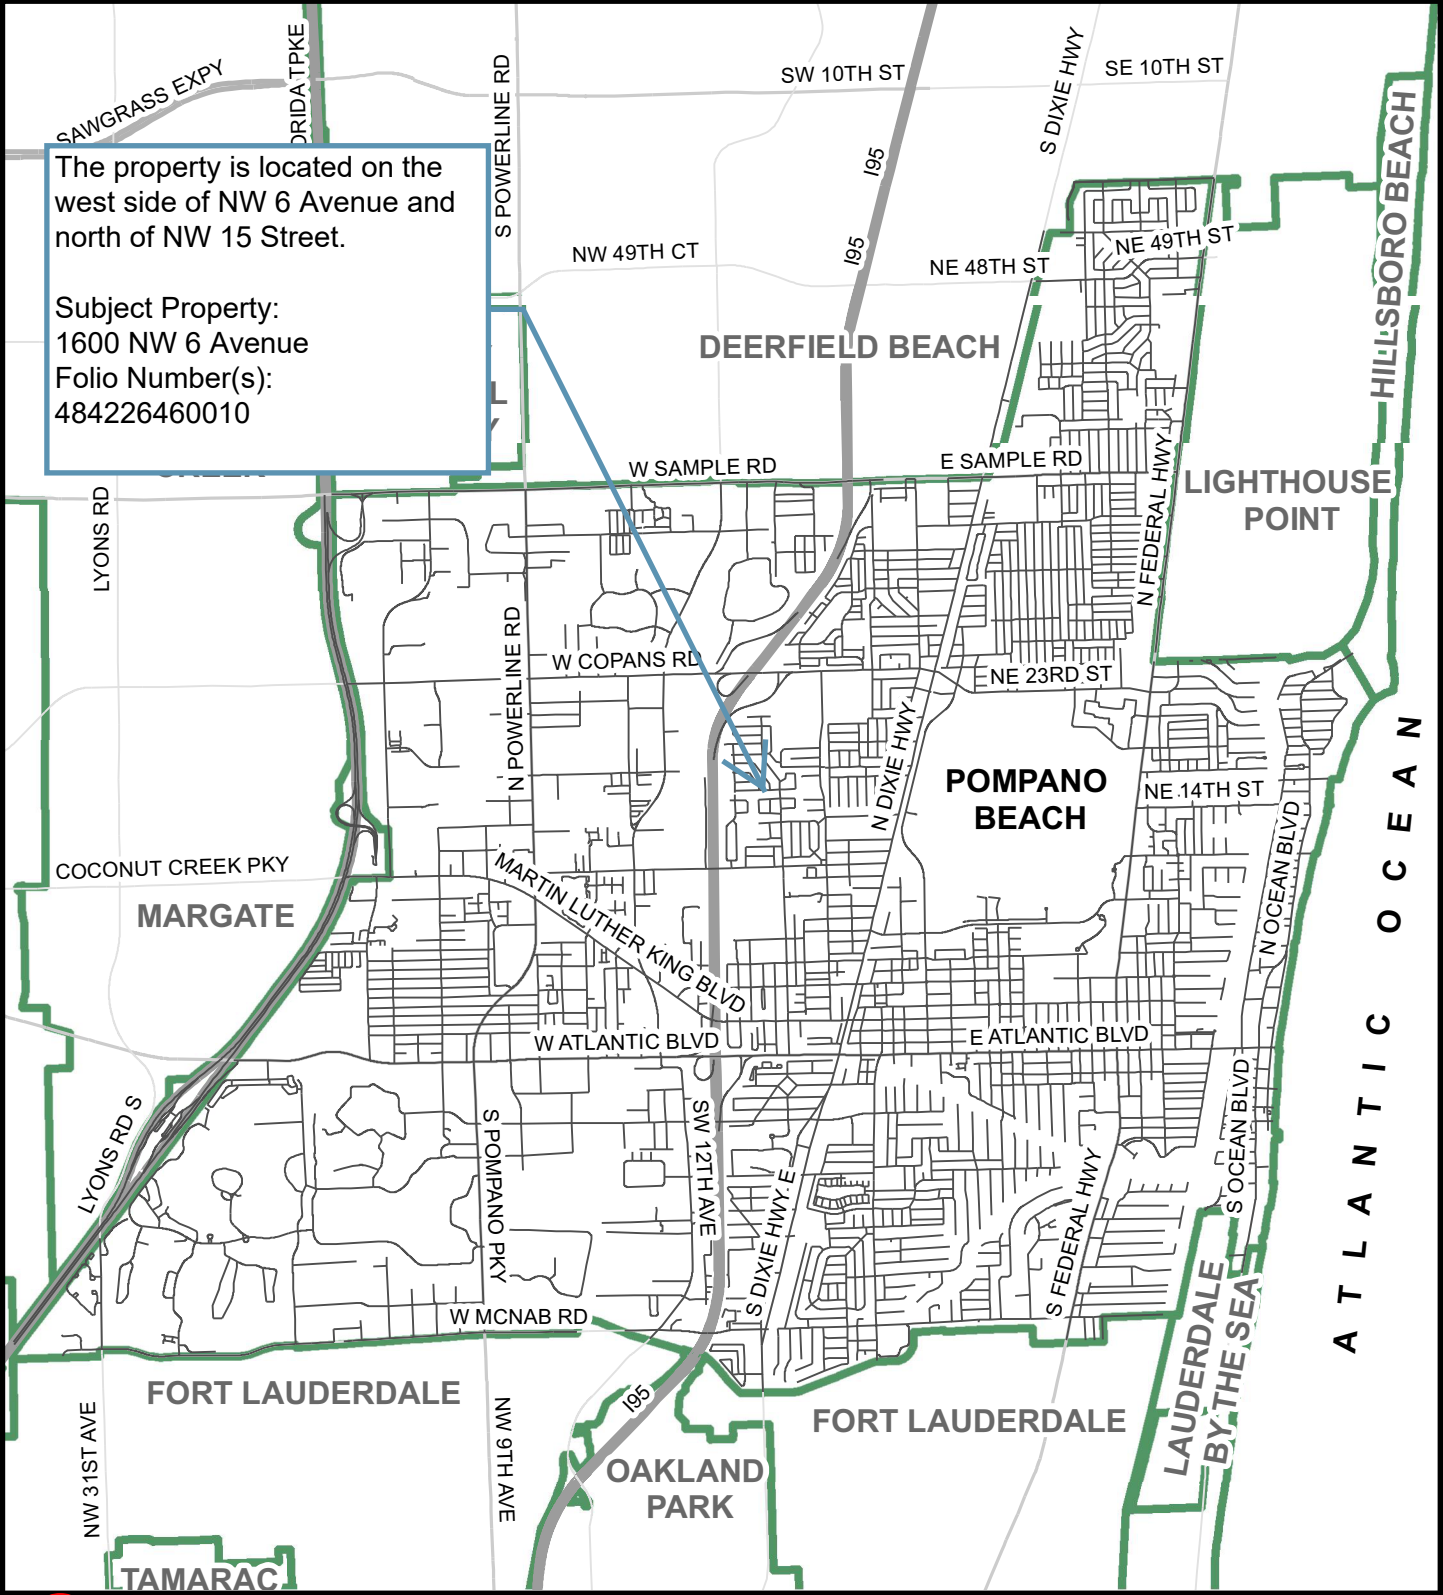 SAWGRASS EXPY
ORIDA TPKE
S POWERLINE RD
SW 10TH ST
S DIXIE HWY
SE 10TH ST
I95
HILLSBORO BEACH
The property is located on the
west side of NW 6 Avenue and
north of NW 15 Street.
Subject Property:
1600 NW 6 Avenue
Folio Number(s):
484226460010
NW 49TH CT
I95
NE 48TH ST
NE 49TH ST
DEERFIELD BEACH
L
Y
W SAMPLE RD
E SAMPLE RD
LYONS RD
N FEDERAL HWY
LIGHTHOUSE
POINT
N POWERLINE RD
W COPANS RD
NE 23RD ST
N DIXIE HWY
POMPANO
BEACH
NE 14TH ST
COCONUT CREEK PKY
MARGATE
MARTIN LUTHER KING BLVD
N OCEAN BLVD
ATLANTIC OCEAN
W ATLANTIC BLVD
E ATLANTIC BLVD
LYONS RD S
S POMPANO PKY
SW 12TH AVE
S DIXIE HWY E
S FEDERAL HWY
S OCEAN BLVD
W MCNAB RD
LAUDERDALE
BY THE SEA
FORT LAUDERDALE
I95
FORT LAUDERDALE
NW 31ST AVE
NW 9TH AVE
OAKLAND
PARK
TAMARAC